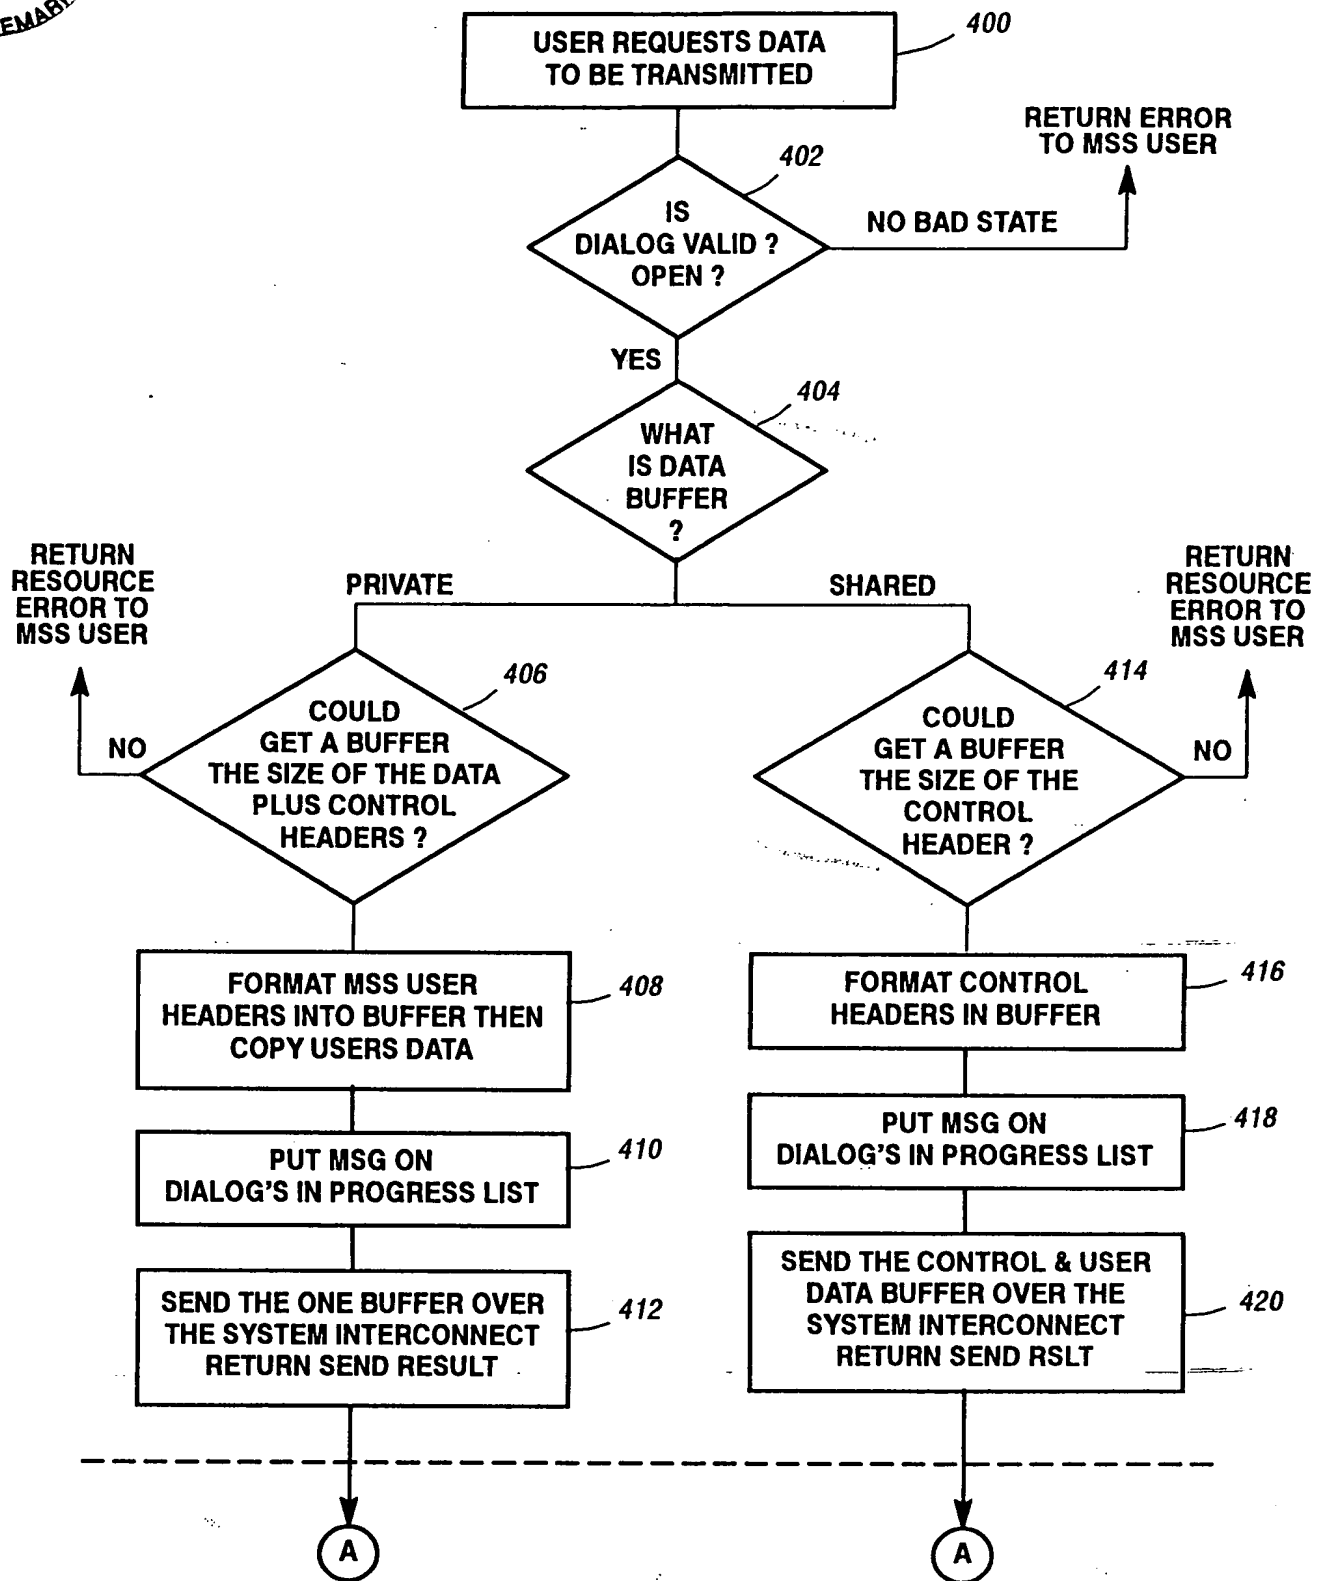 USER REQUESTS DATA
TO BE TRANSMITTED
400
RETURN ERROR
TO MSS USER
402
IS
DIALOG VALID ?
OPEN ?
NO BAD STATE
YES
404
WHAT
IS DATA
BUFFER
?
RETURN
RESOURCE
ERROR TO
MSS USER
PRIVATE
SHARED
RETURN
RESOURCE
ERROR TO
MSS USER
406
COULD
GET A BUFFER
THE SIZE OF THE DATA
PLUS CONTROL
HEADERS ?
NO
414
COULD
GET A BUFFER
THE SIZE OF THE
CONTROL
HEADER ?
NO
FORMAT MSS USER
HEADERS INTO BUFFER THEN
COPY USERS DATA
408
FORMAT CONTROL
HEADERS IN BUFFER
416
PUT MSG ON
DIALOG'S IN PROGRESS LIST
410
PUT MSG ON
DIALOG'S IN PROGRESS LIST
418
SEND THE ONE BUFFER OVER
THE SYSTEM INTERCONNECT
RETURN SEND RESULT
412
SEND THE CONTROL & USER
DATA BUFFER OVER THE
SYSTEM INTERCONNECT
RETURN SEND RSLT
420
A
A